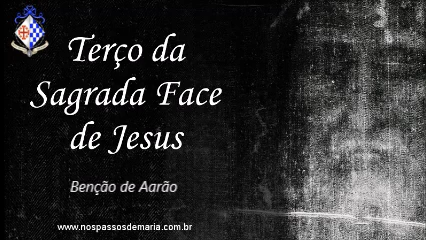 Terço da
Sagrada Face
de Jesus
Benção de Aarão
www.nospassosdemaria.com.br